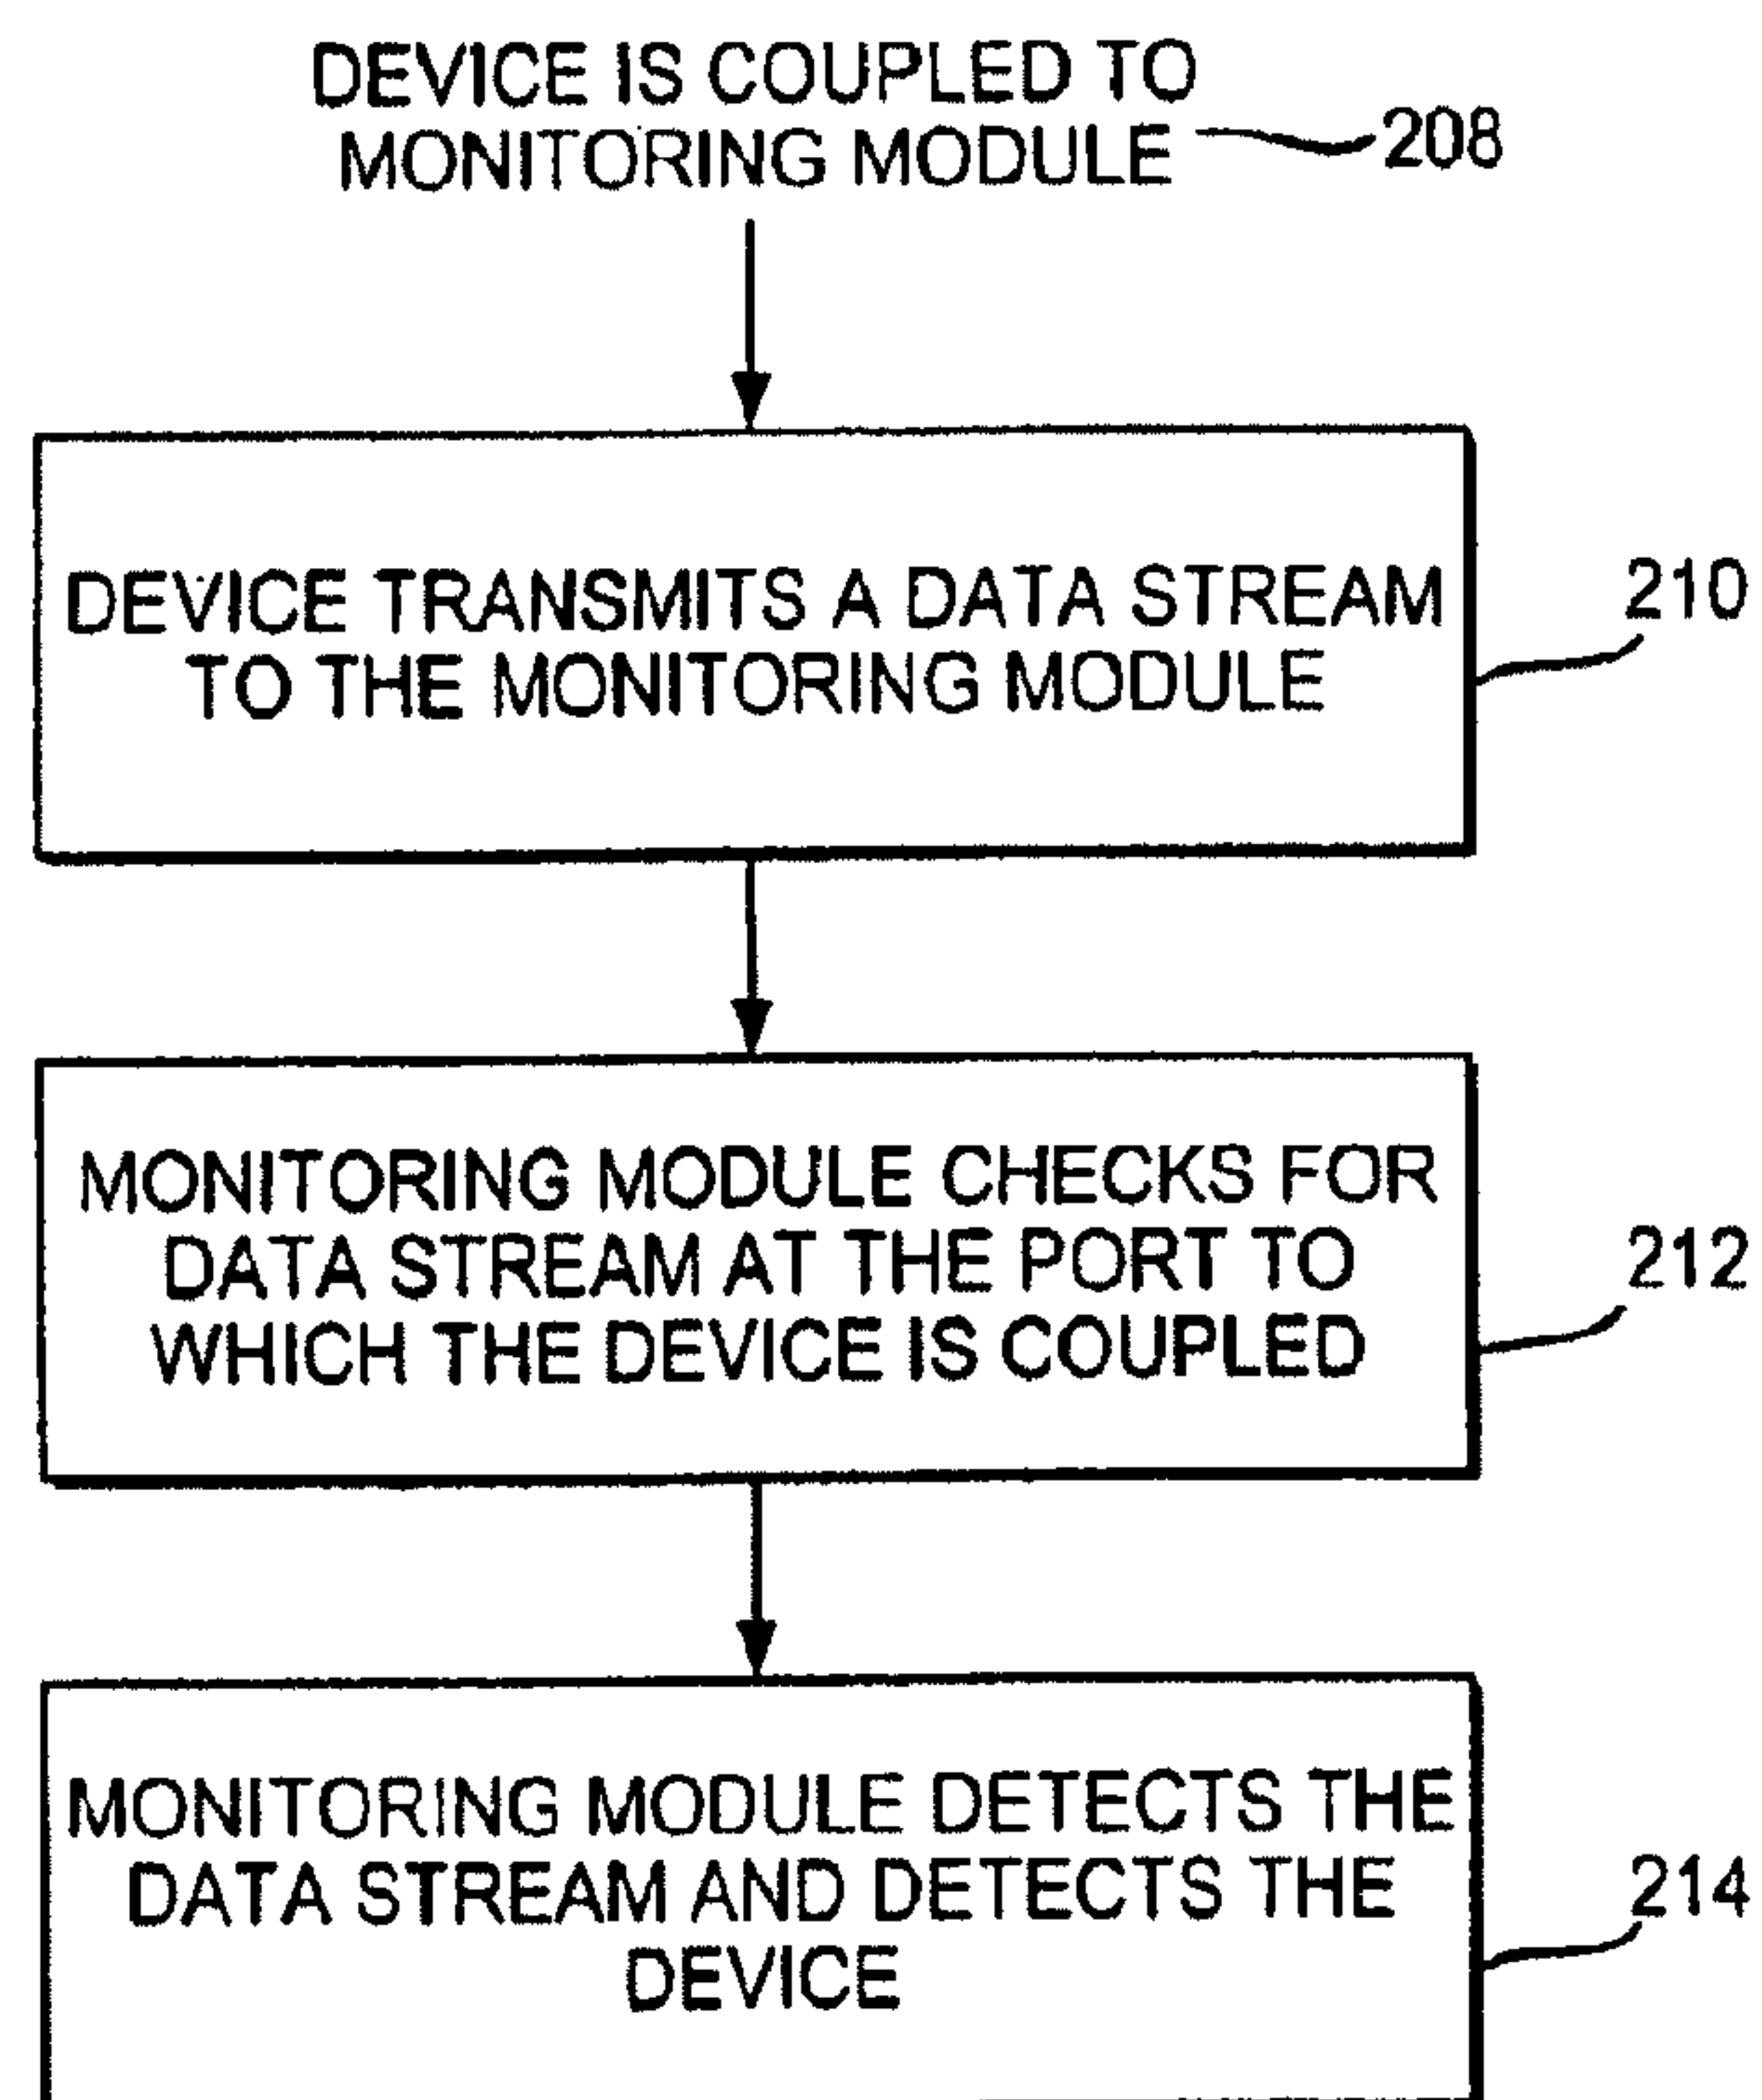 DEVICE IS COUPLED TO
MONITORING MODULE 208
DEVICE TRANSMITS A DATA STREAM
TO THE MONITORING MODULE
210
MONITORING MODULE CHECKS FOR
DATA STREAM AT THE PORT TO
WHICH THE DEVICE IS COUPLED
212
MONITORING MODULE DETECTS THE
DATA STREAM AND DETECTS THE
DEVICE
214